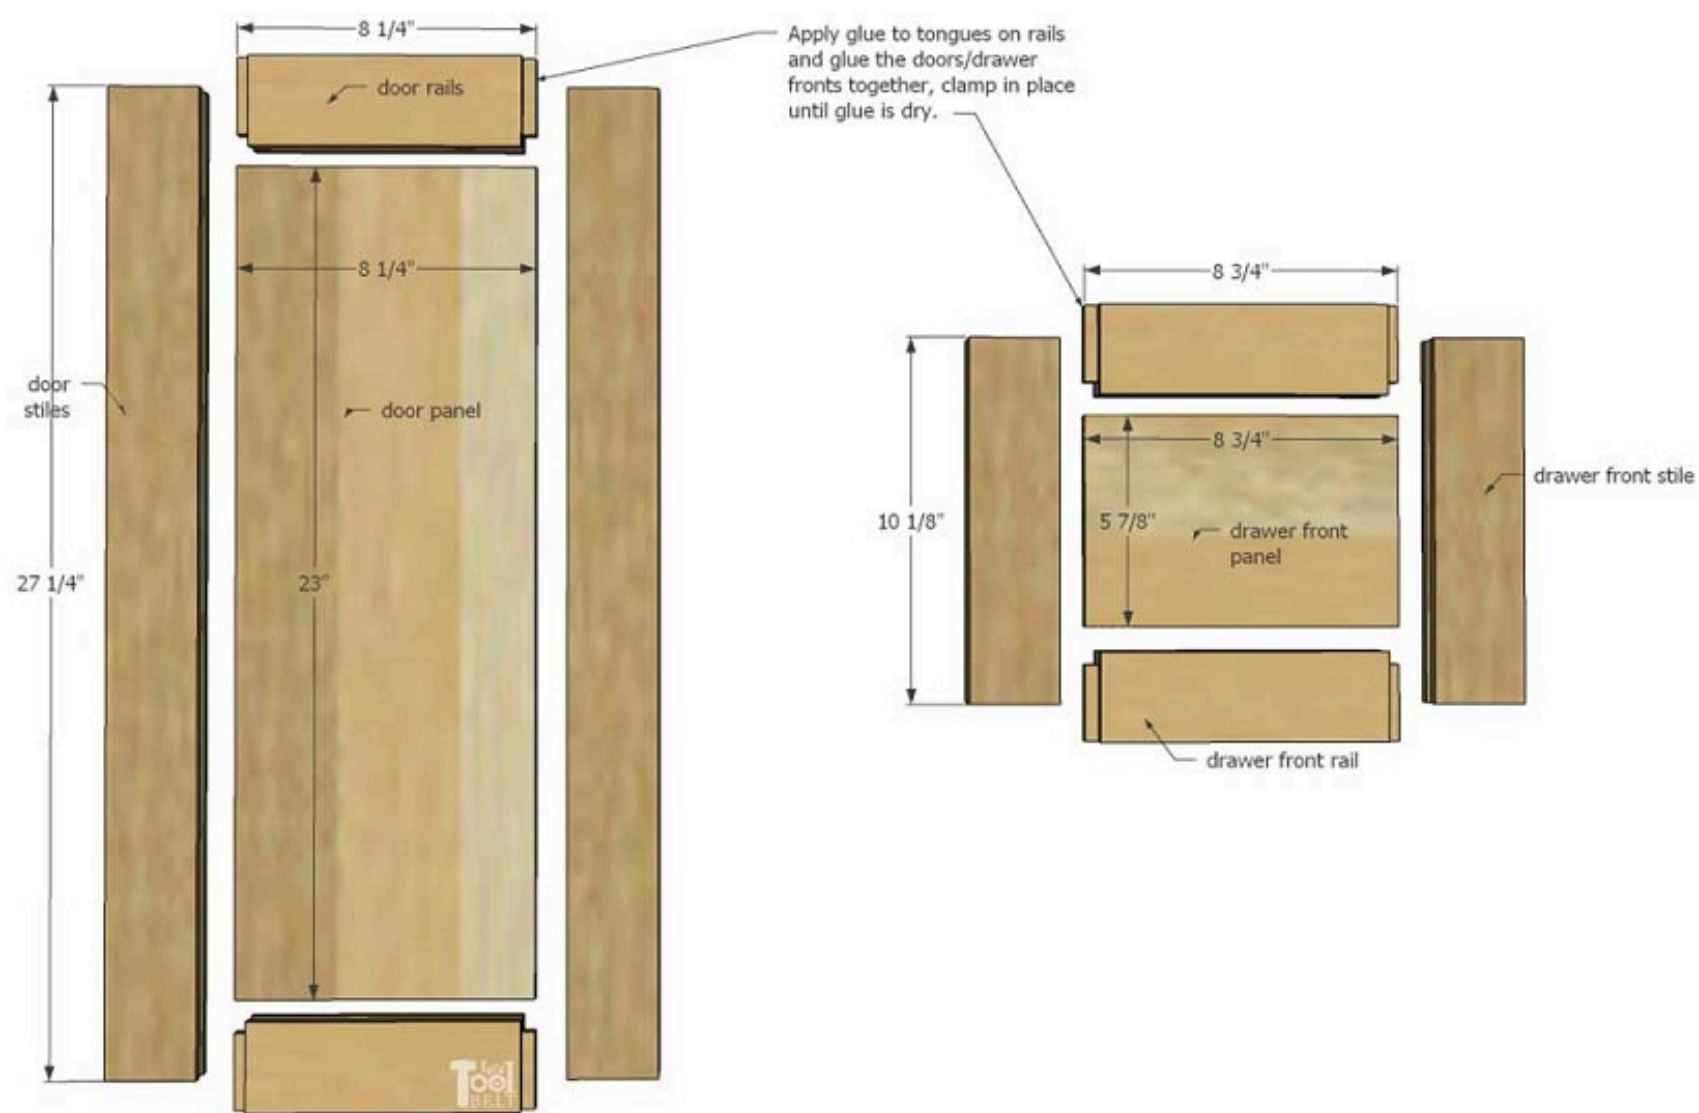 8 1/4"
door rails
Apply glue to tongues on rails
and glue the doors/drawer
fronts together, clamp in place
until glue is dry.
8 1/4"
door
stiles
door panel
27 1/4"
23"
8 3/4"
8 3/4"
10 1/8"
5 7/8"
drawer front
panel
drawer front stile
drawer front rail
TOOL
BELT